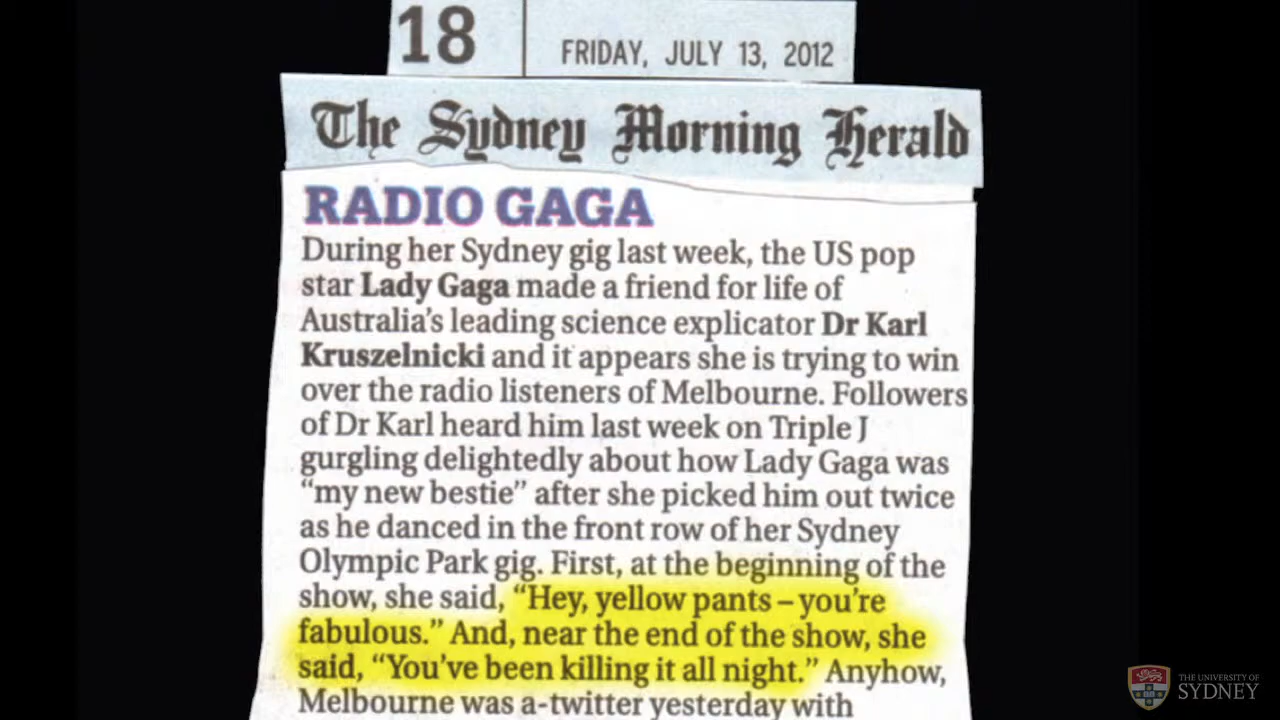 18
FRIDAY, JULY 13, 2012
The Sydney Morning Herald
RADIO GAGA
During her Sydney gig last week, the US pop
star Lady Gaga made a friend for life of
Australia’s leading science explicator Dr Karl
Kruszelnicki and it appears she is trying to win
over the radio listeners of Melbourne. Followers
of Dr Karl heard him last week on Triple J
gurgling delightedly about how Lady Gaga was
“my new bestie” after she picked him out twice
as he danced in the front row of her Sydney
Olympic Park gig. First, at the beginning of the
show, she said, “Hey, yellow pants – you’re
fabulous.” And, near the end of the show, she
said, “You’ve been killing it all night.” Anyhow,
Melbourne was a-twitter yesterday with
THE UNIVERSITY OF
SYDNEY